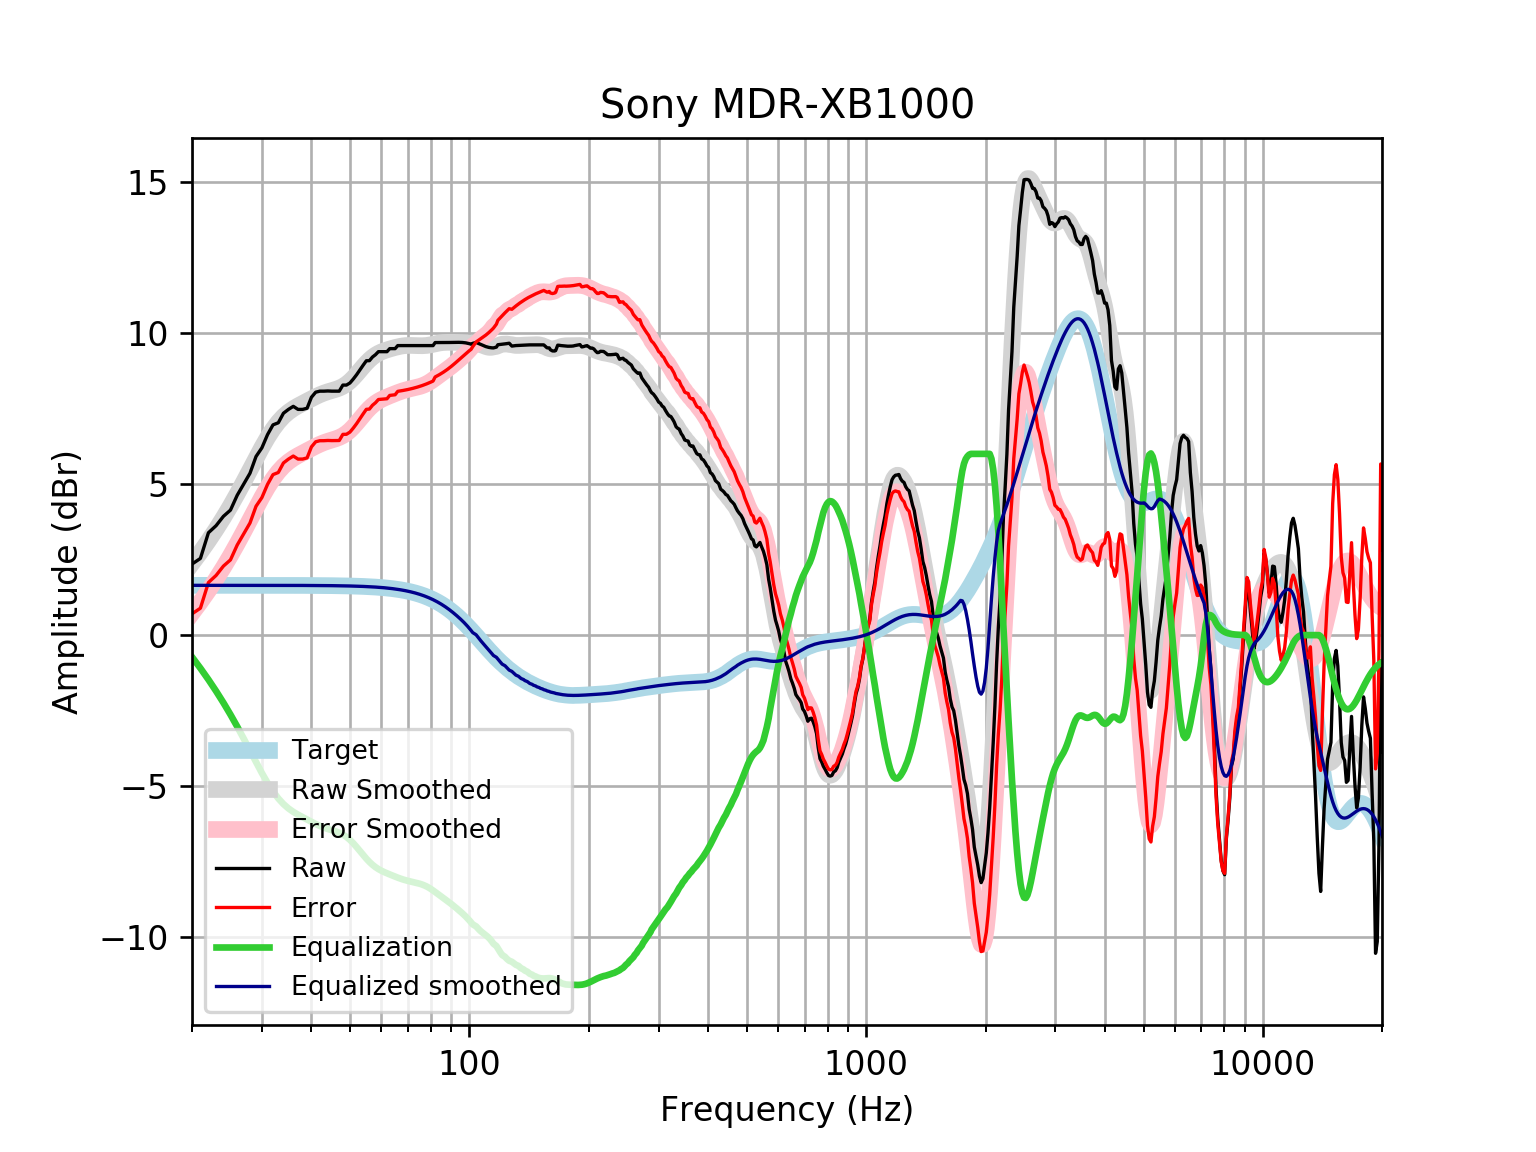 Sony MDR-XB1000
Amplitude (dBr)
15
10
5
0
−5
−10
Target
Raw Smoothed
Error Smoothed
Raw
Error
Equalization
Equalized smoothed
100
1000
10000
Frequency (Hz)